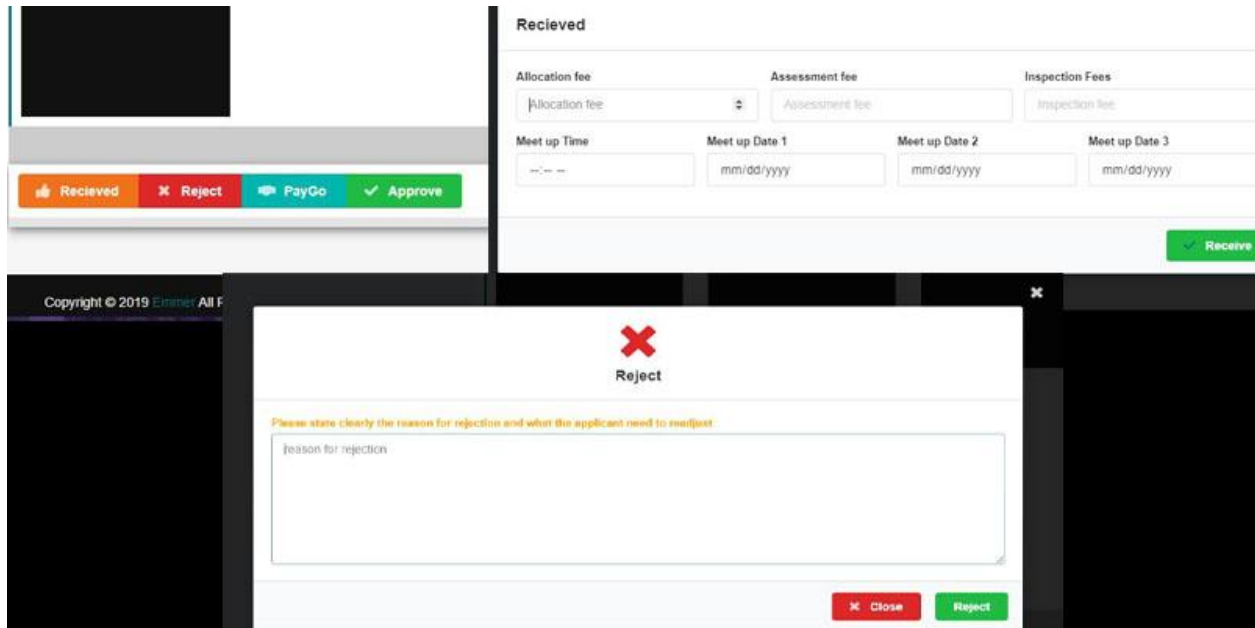 Recieved
Allocation fee Assessment fee Inspection Fees
Allocation fee Assessment fee Inspection fee
Meet up Time Meet up Date 1 Meet up Date 2 Meet up Date 3
--:-- -- mm/dd/yyyy mm/dd/yyyy mm/dd/yyyy
Receive
Recieved Reject PayGo Approve
Copyright © 2019 Eimmer All
Reject
Please state clearly the reason for rejection and what the applicant need to readjust
reason for rejection
Close Reject